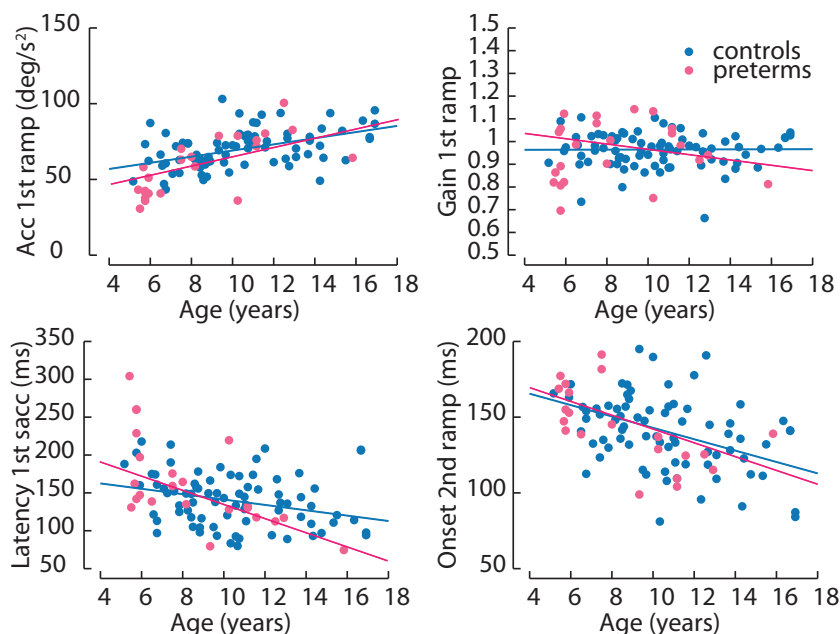 Acc 1st ramp (deg/s²)
150
100
50
0
4 6 8 10 12 14 16 18
Age (years)
Gain 1st ramp
1.5
1.4
1.3
1.2
1.1
1
0.9
0.8
0.7
0.6
0.5
controls
preterms
4 6 8 10 12 14 16 18
Age (years)
Latency 1st sacc (ms)
350
300
250
200
150
100
50
4 6 8 10 12 14 16 18
Age (years)
Onset 2nd ramp (ms)
200
150
100
50
4 6 8 10 12 14 16 18
Age (years)